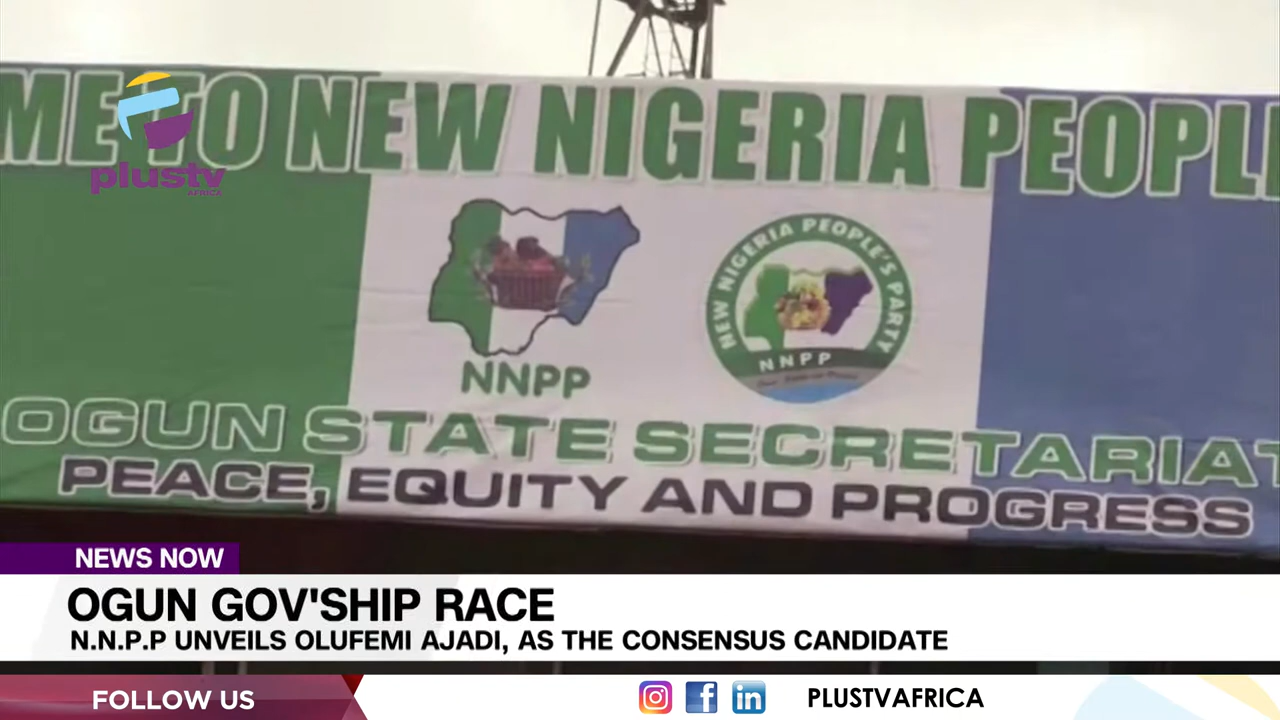 ME TO NEW NIGERIA PEOPL
plustv
AFRICA
NNPP
NEW NIGERIA PEOPLE'S PARTY
NNPP
OGUN STATE SECRETARIAT
PEACE, EQUITY AND PROGRESS
NEWS NOW
OGUN GOV'SHIP RACE
N.N.P.P UNVEILS OLUFEMI AJADI, AS THE CONSENSUS CANDIDATE
FOLLOW US
PLUSTVAFRICA